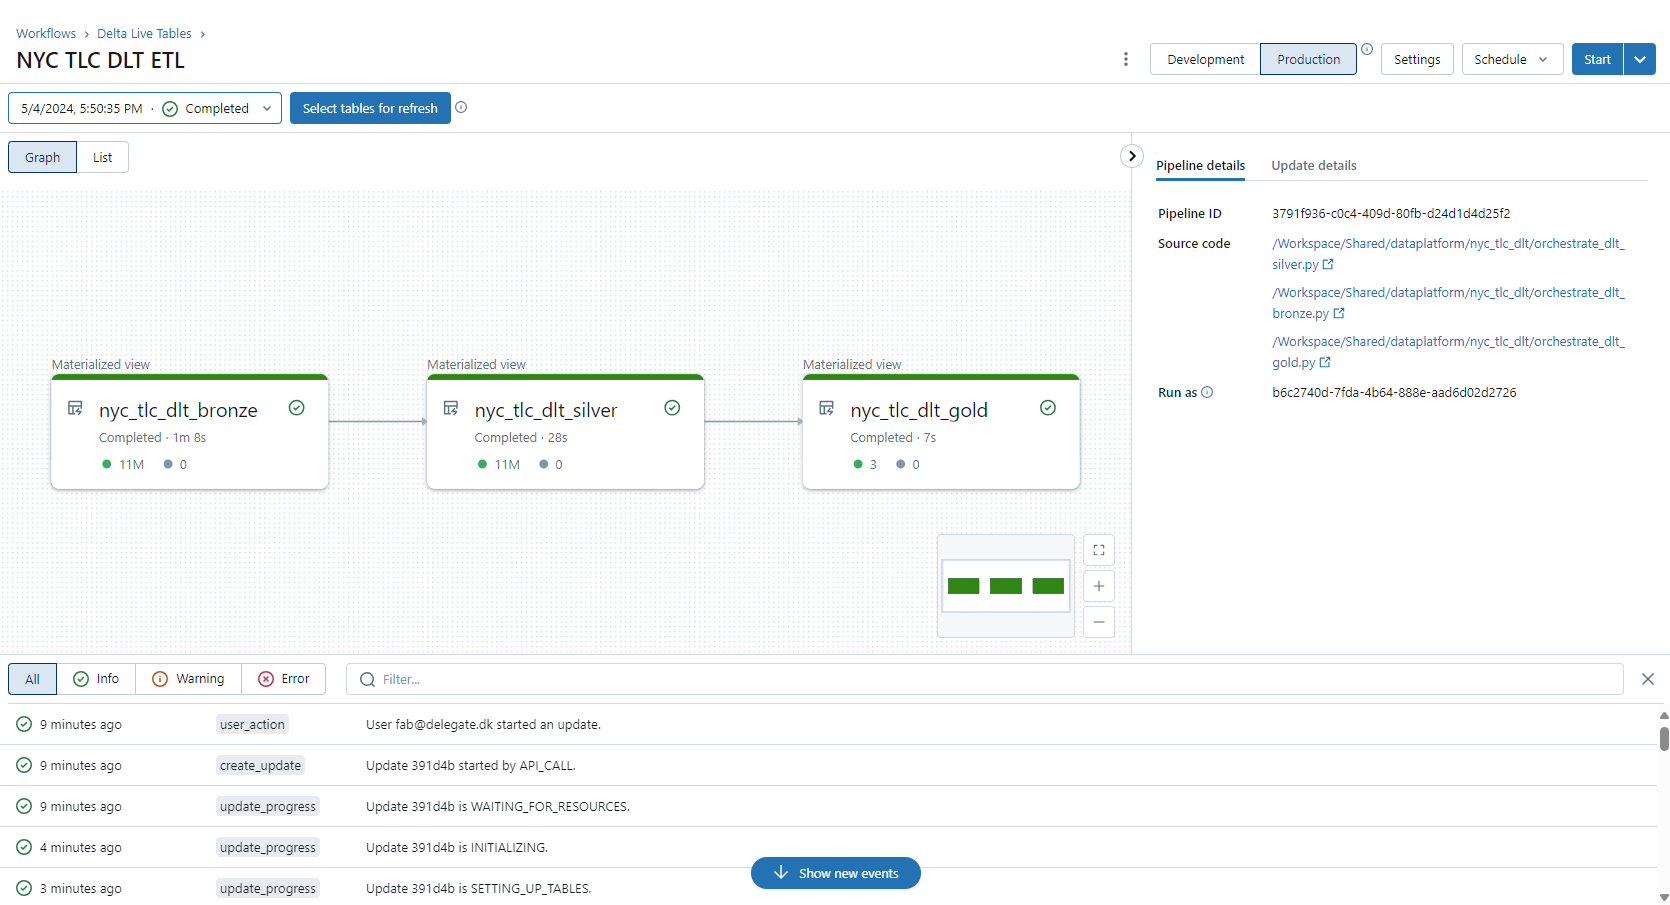 Workflows › Delta Live Tables ›
NYC TLC DLT ETL
Development Production Settings Schedule Start
5/4/2024, 5:50:35 PM · Completed Select tables for refresh
Graph List
Pipeline details Update details
Pipeline ID 3791f936-c0c4-409d-80fb-d24d1d4d25f2
Source code /Workspace/Shared/dataplatform/nyc_tlc_dlt/orchestrate_dlt_
silver.py
/Workspace/Shared/dataplatform/nyc_tlc_dlt/orchestrate_dlt_
bronze.py
/Workspace/Shared/dataplatform/nyc_tlc_dlt/orchestrate_dlt_
gold.py
Run as b6c2740d-7fda-4b64-888e-aad6d02d2726
Materialized view
nyc_tlc_dlt_bronze
Completed · 1m 8s
11M 0
Materialized view
nyc_tlc_dlt_silver
Completed · 28s
11M 0
Materialized view
nyc_tlc_dlt_gold
Completed · 7s
3 0
All Info Warning Error Filter...
9 minutes ago user_action User fab@delegate.dk started an update.
9 minutes ago create_update Update 391d4b started by API_CALL.
9 minutes ago update_progress Update 391d4b is WAITING_FOR_RESOURCES.
4 minutes ago update_progress Update 391d4b is INITIALIZING.
3 minutes ago update_progress Update 391d4b is SETTING_UP_TABLES.
Show new events